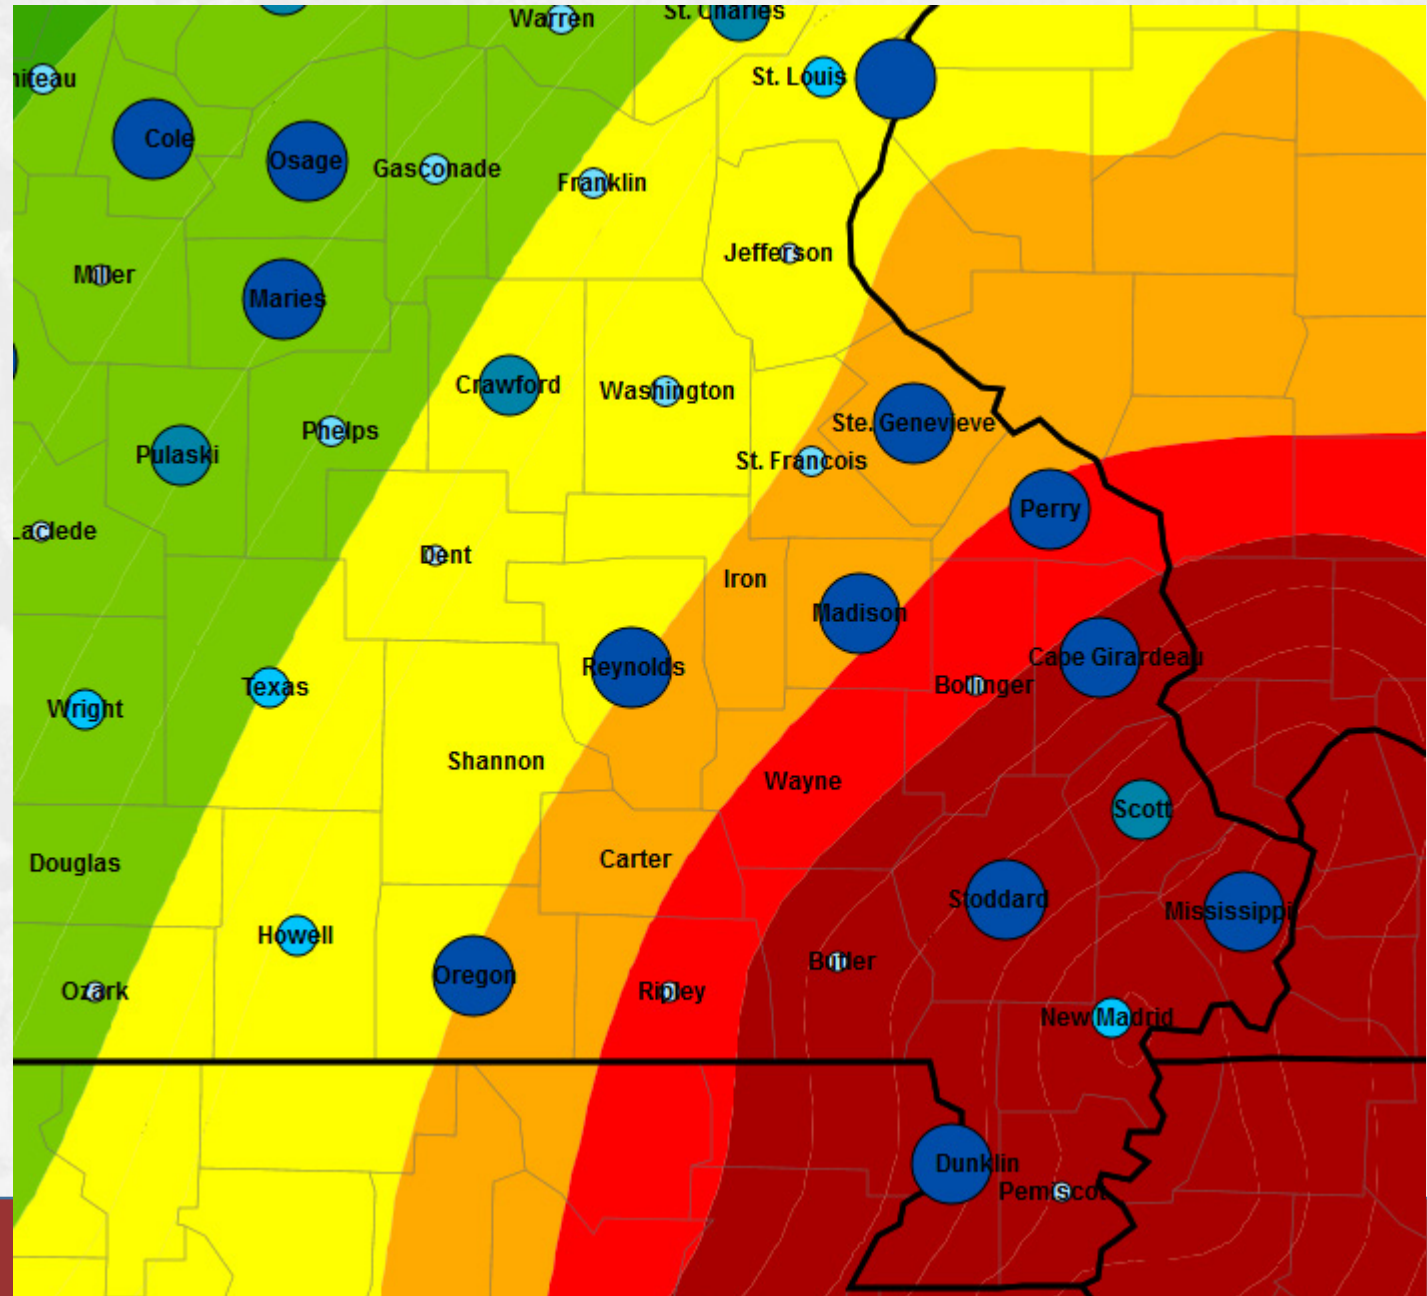 Warren
St. Charles
St. Louis
niteau
Cole
Osage
Gasconade
Franklin
Jefferson
Miller
Maries
Crawford
Washington
Ste. Genevieve
Phelps
Pulaski
St. Francois
Perry
Laclede
Dent
Iron
Madison
Reynolds
Cape Girardeau
Bollinger
Texas
Wright
Shannon
Wayne
Scott
Douglas
Carter
Stoddard
Mississippi
Howell
Butler
Oregon
Ozark
Ripley
New Madrid
Dunklin
Pemiscot